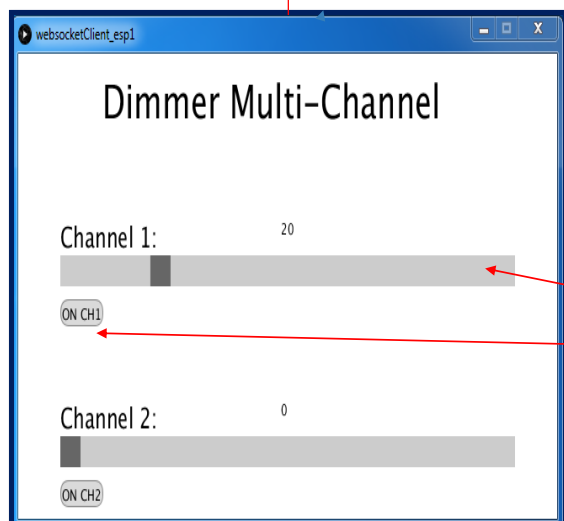 websocketClient_esp1
X
Dimmer Multi-Channel
Channel 1:
20
ON CH1
Channel 2:
0
ON CH2